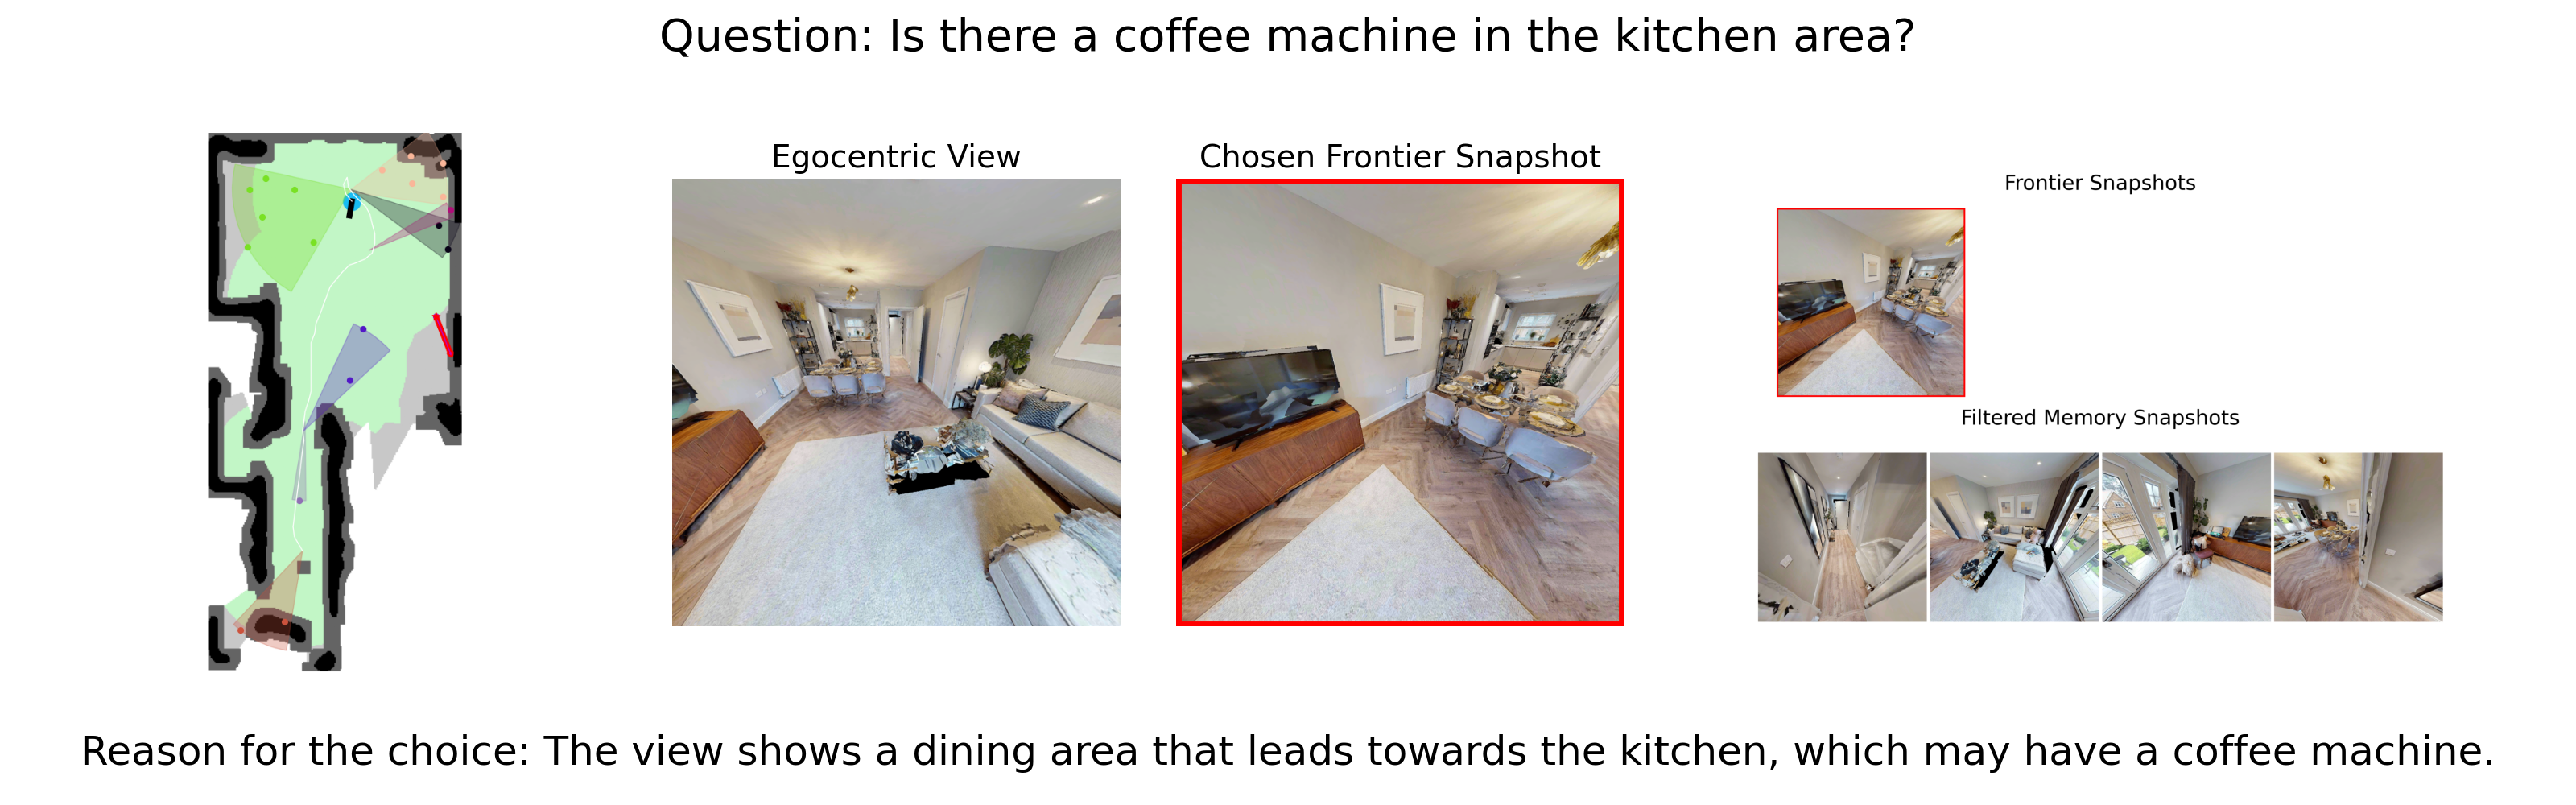 Question: Is there a coffee machine in the kitchen area?
Egocentric View
Chosen Frontier Snapshot
Frontier Snapshots
Filtered Memory Snapshots
Reason for the choice: The view shows a dining area that leads towards the kitchen, which may have a coffee machine.